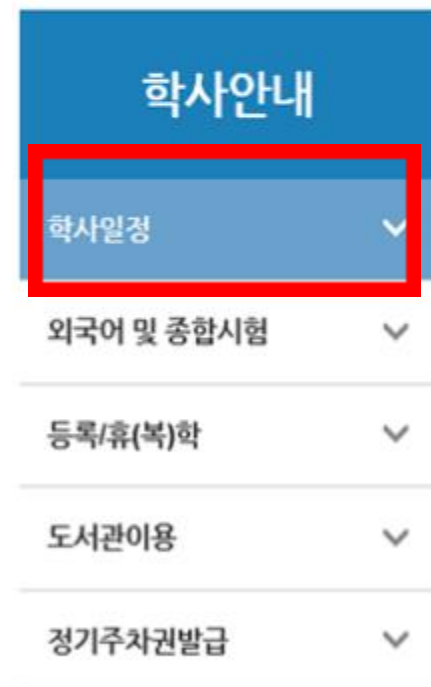 학사안내
학사일정
외국어 및 종합시험
등록/휴(복)학
도서관이용
정기주차권발급